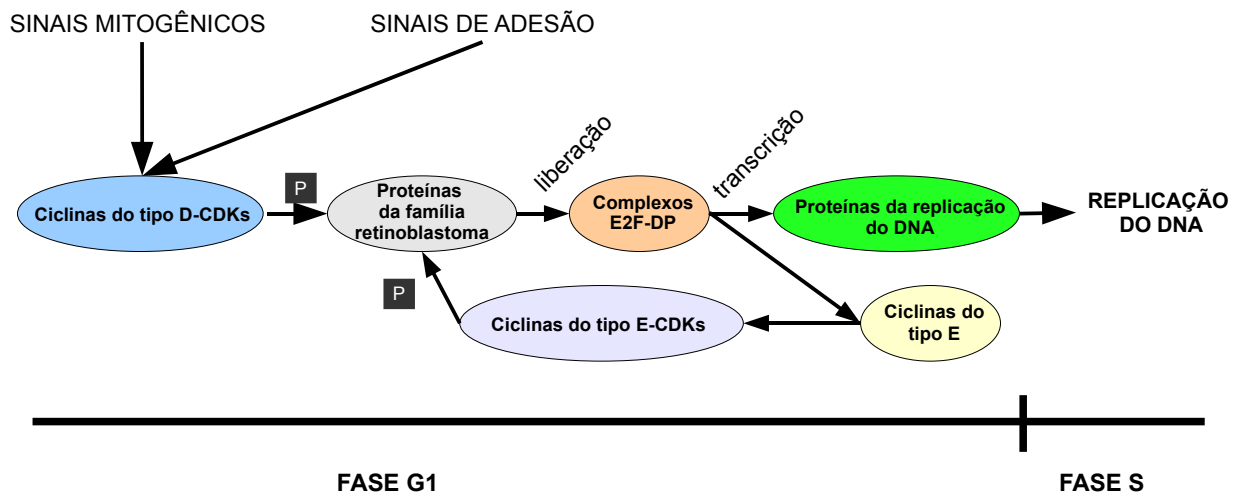 SINAIS MITOGÊNICOS
SINAIS DE ADESÃO
liberação
transcrição
P
Ciclinas do tipo D-CDKs
Proteínas
da família
retinoblastoma
Complexos
E2F-DP
Proteínas da replicação
do DNA
REPLICAÇÃO
DO DNA
P
Ciclinas do tipo E-CDKs
Ciclinas do
tipo E
FASE G1
FASE S